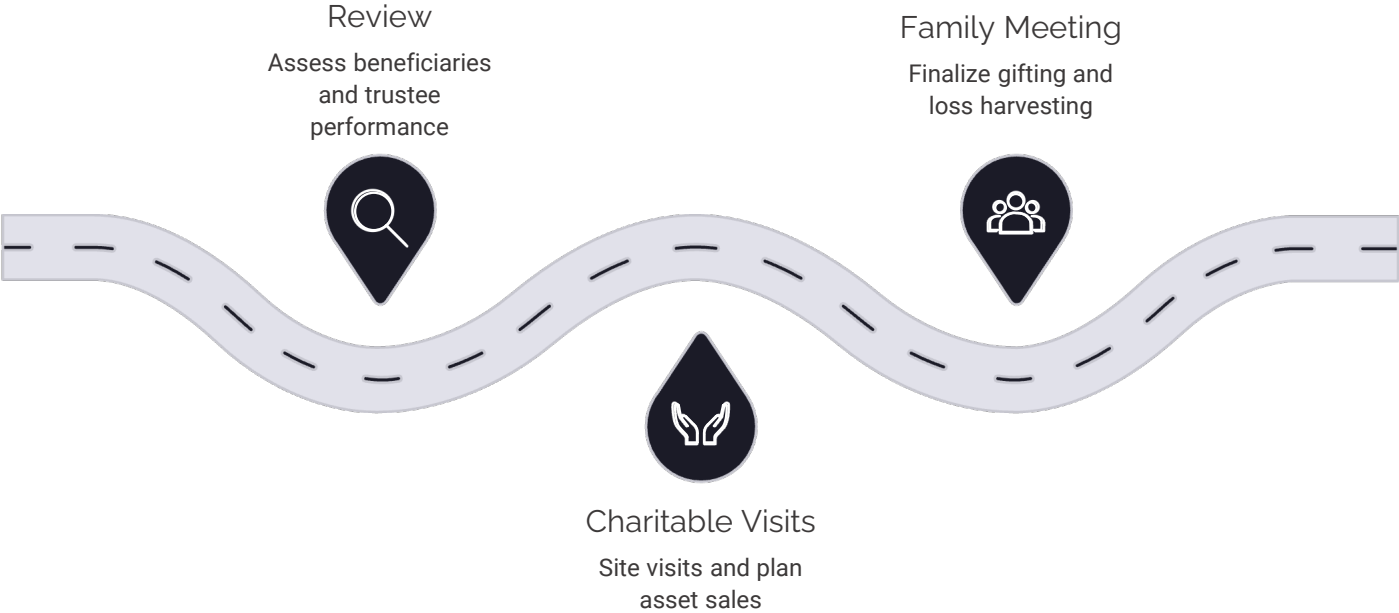 Review
Assess beneficiaries
and trustee
performance
Family Meeting
Finalize gifting and
loss harvesting
Charitable Visits
Site visits and plan
asset sales